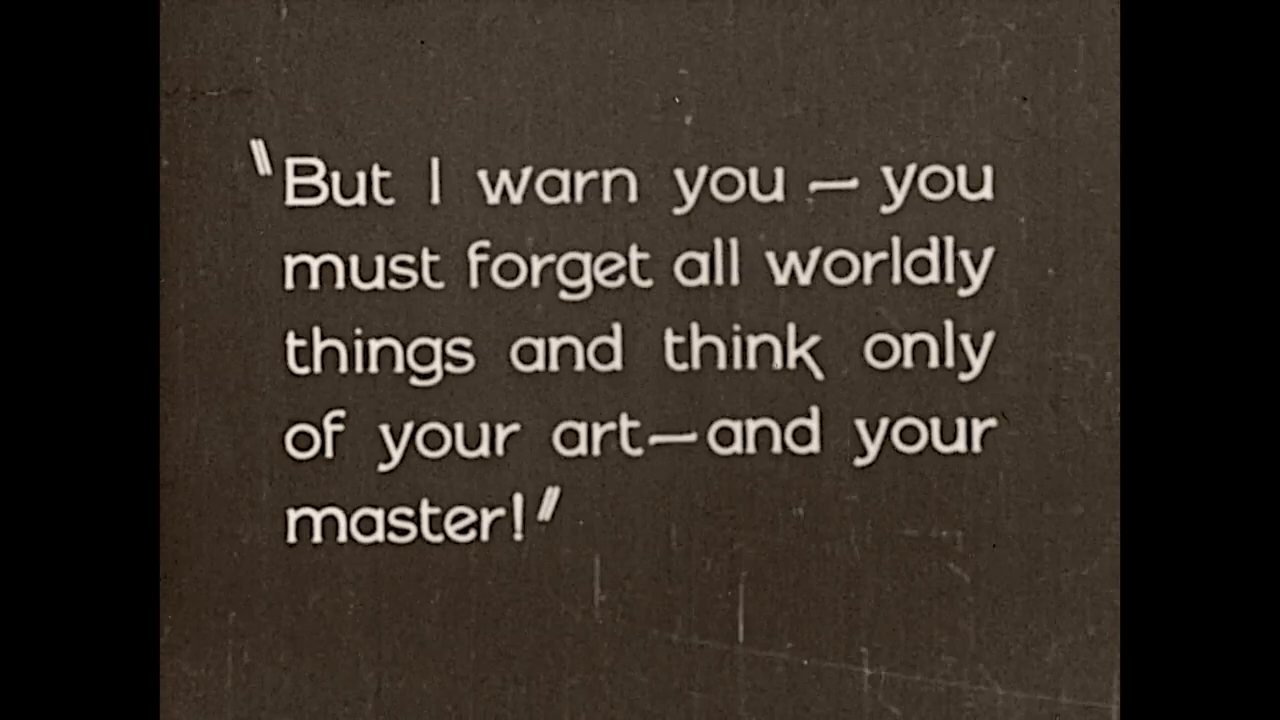 "But I warn you — you
must forget all worldly
things and think only
of your art—and your
master!"